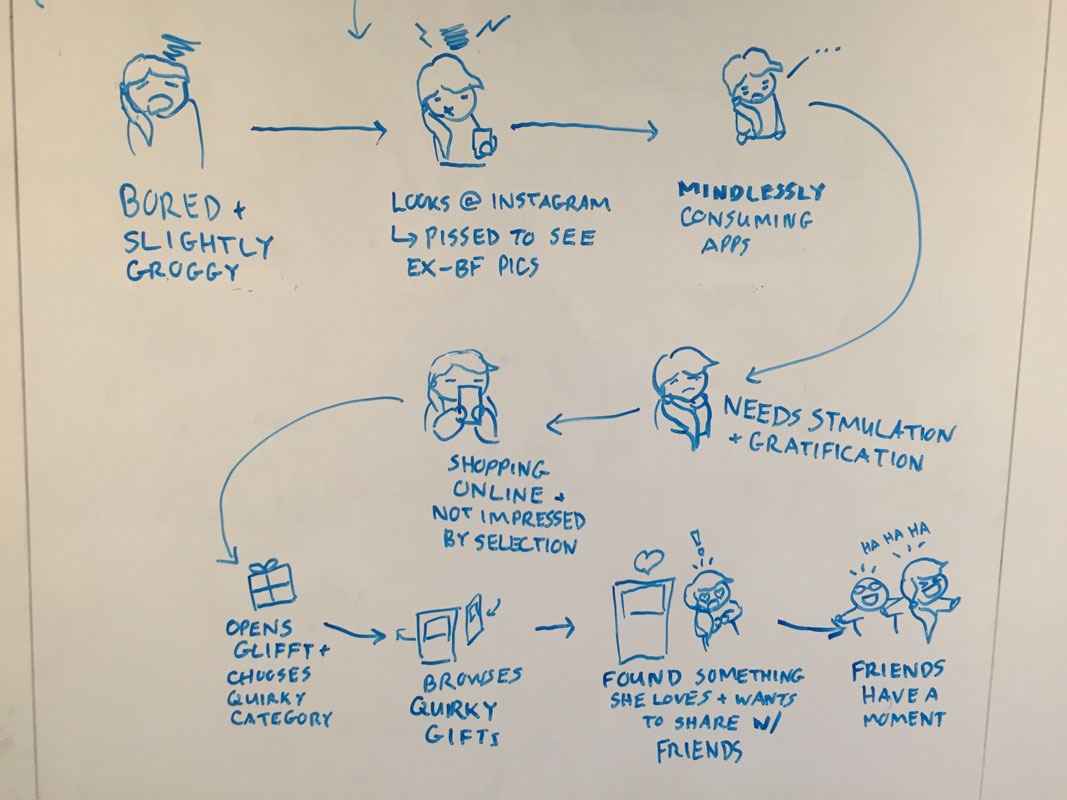 BORED +
SLIGHTLY
GROGGY
LOOKS @ INSTAGRAM
↳ PISSED TO SEE
EX-BF PICS
MINDLESSLY
CONSUMING
APPS
...
NEEDS STMULATION
+ GRATIFICATION
SHOPPING
ONLINE +
NOT IMPRESSED
BY SELECTION
OPENS
GLIFFT +
CHOOSES
QUIRKY
CATEGORY
BROWSES
QUIRKY
GIFTS
!
FOUND SOMETHING
SHE LOVES + WANTS
TO SHARE W/
FRIENDS
HA HA HA
FRIENDS
HAVE A
MOMENT